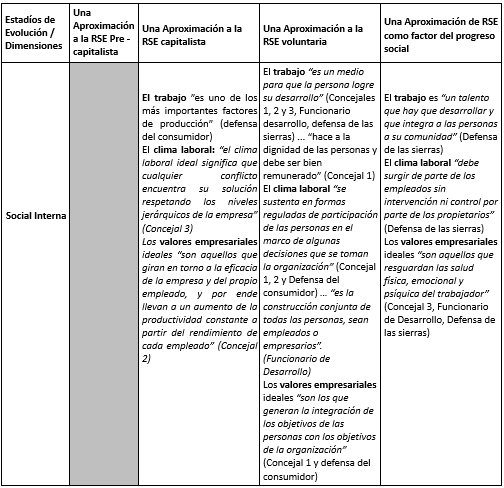 Estadíos de
Evolución /
Dimensiones
Una
Aproximación
a la RSE Pre -
capitalista
Una Aproximación a la
RSE capitalista
Una Aproximación a la
RSE voluntaria
Una Aproximación de RSE
como factor del progreso
social
Social Interna
El trabajo "es uno de los
más importantes factores
de producción" (defensa
del consumidor)
El clima laboral: "el clima
laboral ideal significa que
cualquier conflicto
encuentra su solución
respetando los niveles
jerárquicos de la empresa"
(Concejal 3)
Los valores empresariales
ideales "son aquellos que
giran en torno a la eficacia
de la empresa y del propio
empleado, y por ende
llevan a un aumento de la
productividad constante a
partir del rendimiento de
cada empleado" (Concejal
2)
El trabajo "es un medio
para que la persona logre
su desarrollo" (Concejales
1, 2 y 3, Funcionario
desarrollo, defensa de las
sierras) ... "hace a la
dignidad de las personas y
debe ser bien
remunerado" (Concejal 1)
El clima laboral "se
sustenta en formas
reguladas de participación
de las personas en el
marco de algunas
decisiones que se toman
la organización" (Concejal
1, 2 y Defensa del
consumidor) ... "es la
construcción conjunta de
todas las personas, sean
empleados o
empresarios".
(Funcionario de
Desarrollo)
Los valores empresariales
ideales "son los que
generan la integración de
los objetivos de las
personas con los objetivos
de la organización"
(Concejal 1 y defensa del
consumidor)
El trabajo es "un talento
que hay que desarrollar y
que integra a las personas
a su comunidad" (Defensa
de las sierras)
El clima laboral "debe
surgir de parte de los
empleados sin
intervención ni control por
parte de los propietarios"
(Defensa de las sierras)
Los valores empresariales
ideales "son aquellos que
resguardan las salud
física, emocional y
psíquica del trabajador"
(Concejal 3, Funcionario
de Desarrollo, Defensa de
las sierras)